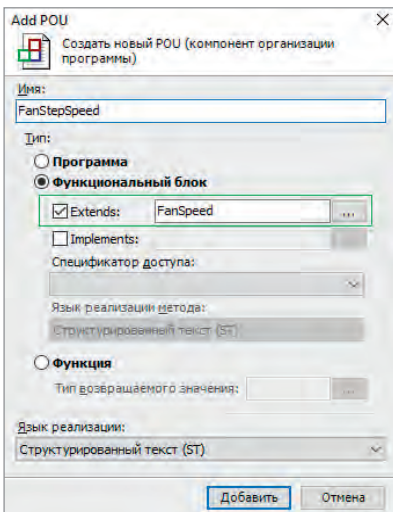 Add POU
Создать новый POU (компонент организации
программы)
Имя:
FanStepSpeed
Тип:
Программа
Функциональный блок
Extends: FanSpeed ...
Implements: ...
Спецификатор доступа:
Язык реализации метода:
Структурированный текст (ST)
Функция
Тип возвращаемого значения: ...
Язык реализации:
Структурированный текст (ST)
Добавить Отмена